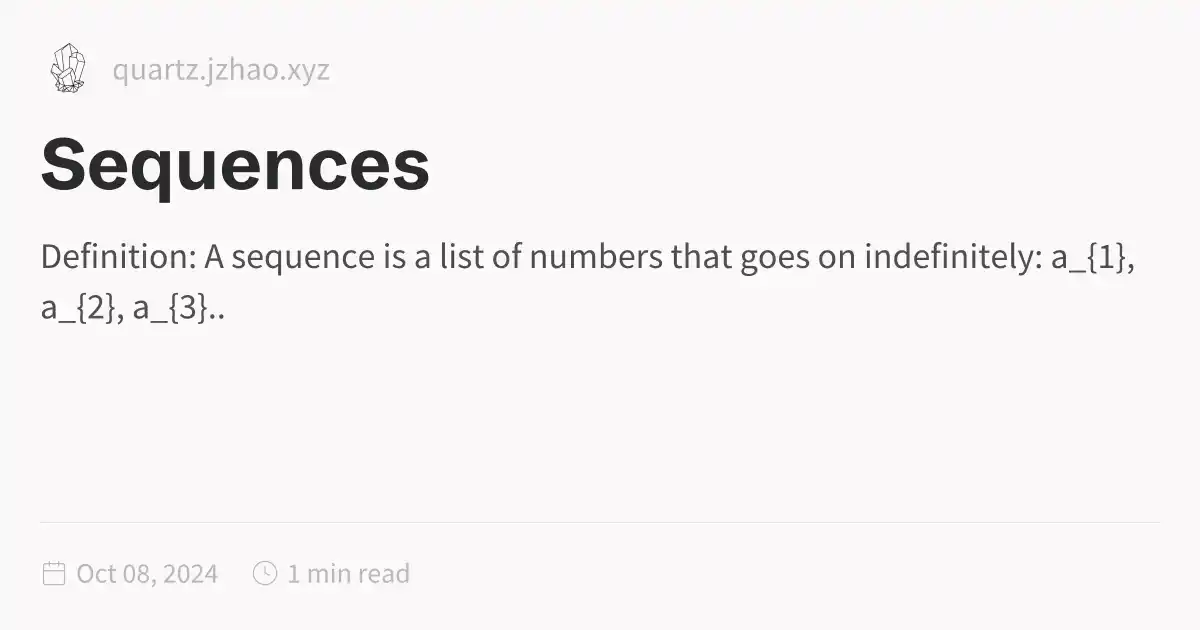 quartz.jzhao.xyz
Sequences
Definition: A sequence is a list of numbers that goes on indefinitely: a_{1},
a_{2}, a_{3}..
Oct 08, 2024 1 min read